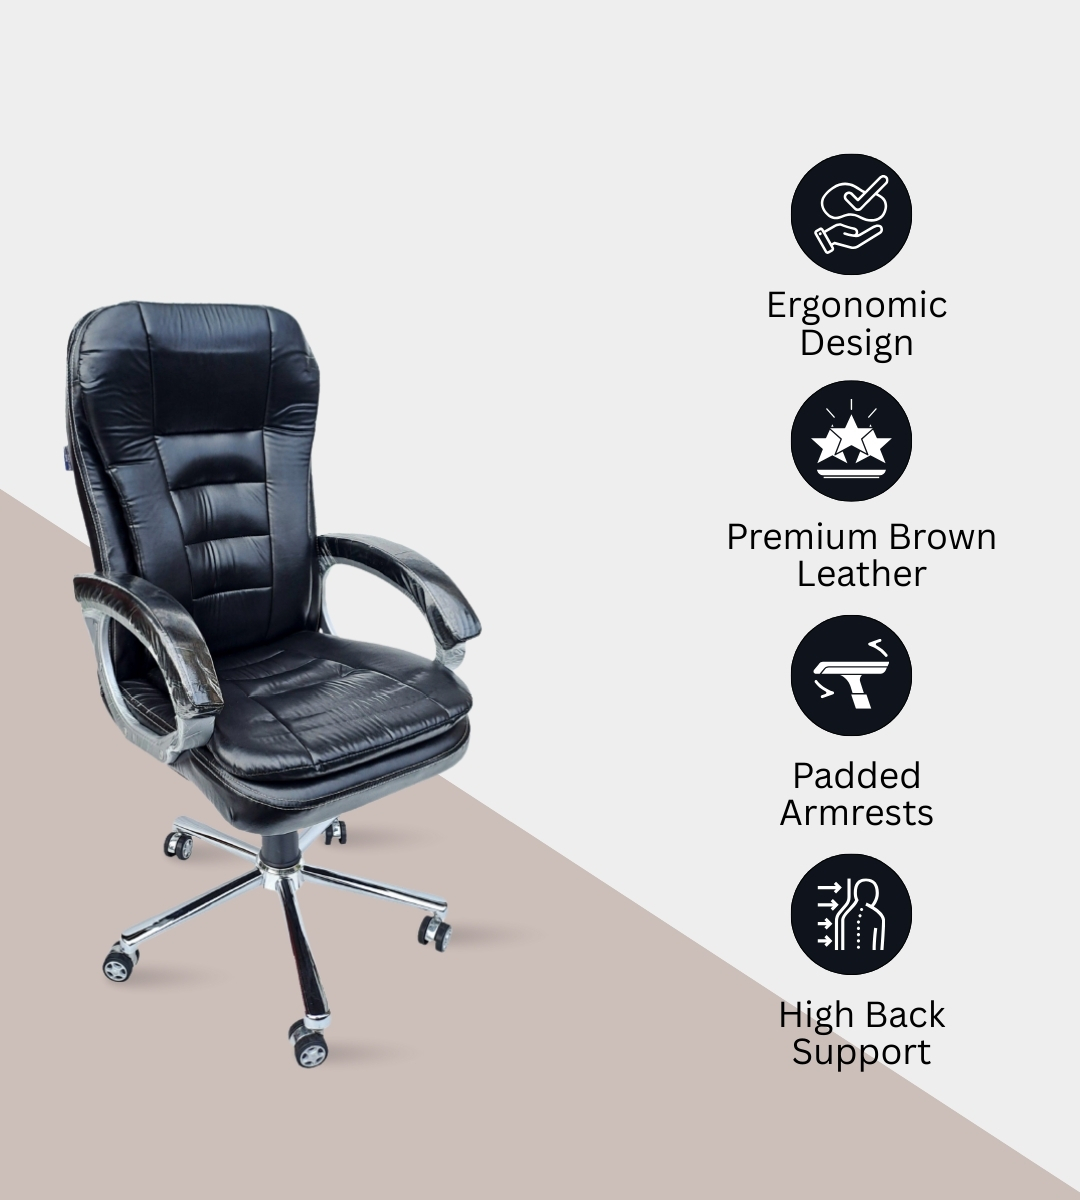 Ergonomic
Design
Premium Brown
Leather
Padded
Armrests
High Back
Support